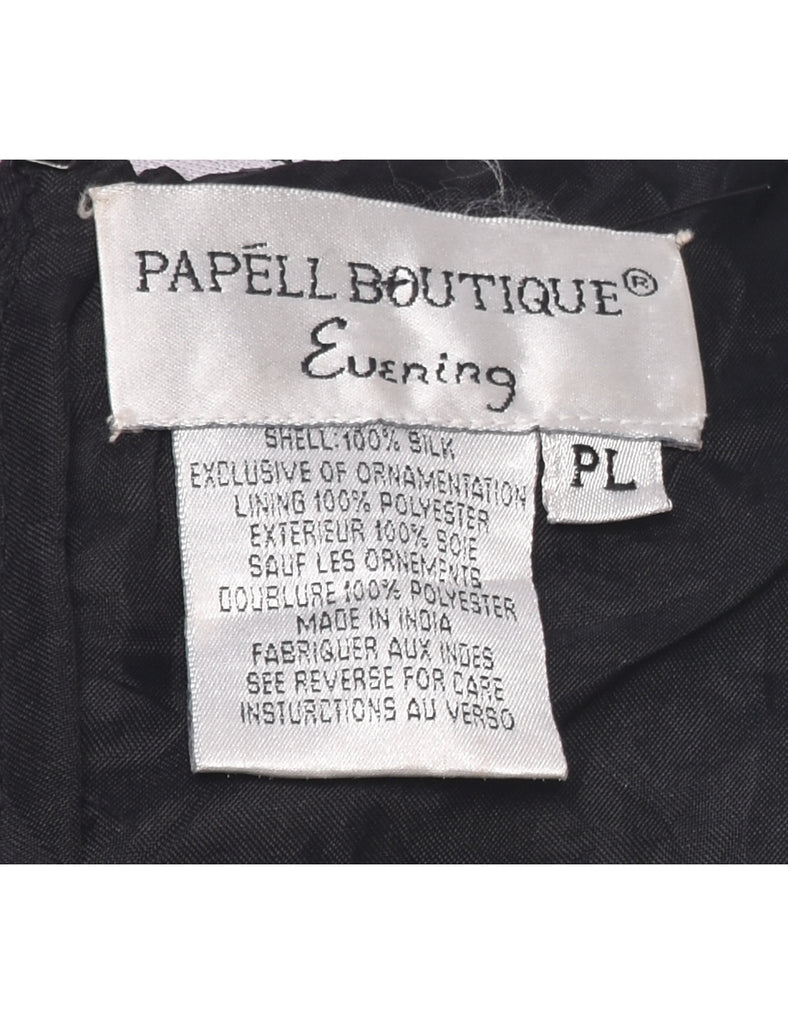 PAPÉLL BOUTIQUE®
Evening
PL
SHELL: 100% SILK
EXCLUSIVE OF ORNAMENTATION
LINING 100% POLYESTER
EXTERIEUR 100% SOIE
SAUF LES ORNEMENTS
DOUBLURE 100% POLYESTER
MADE IN INDIA
FABRIQUER AUX INDES
SEE REVERSE FOR CARE
INSTURCTIONS AU VERSO